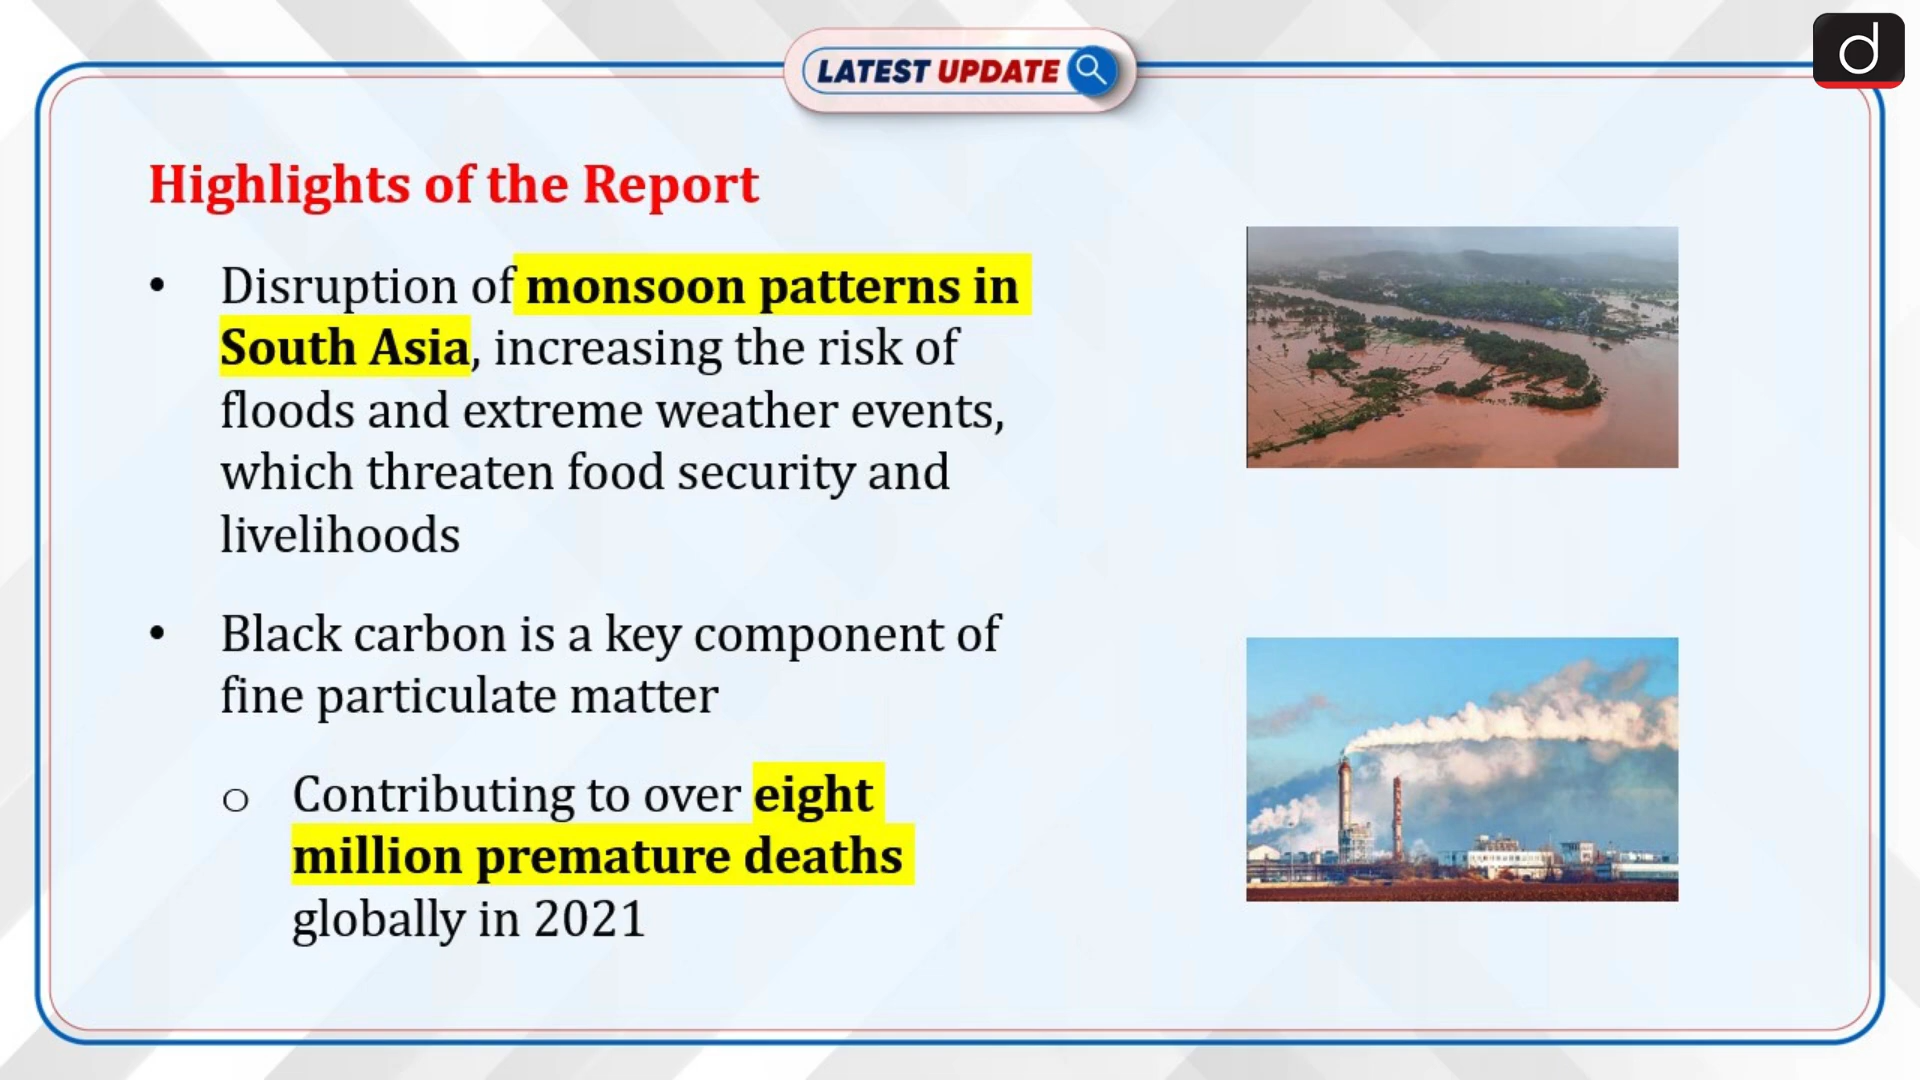 LATEST UPDATE
d
Highlights of the Report
• Disruption of monsoon patterns in
South Asia, increasing the risk of
floods and extreme weather events,
which threaten food security and
livelihoods
• Black carbon is a key component of
fine particulate matter
o Contributing to over eight
million premature deaths
globally in 2021